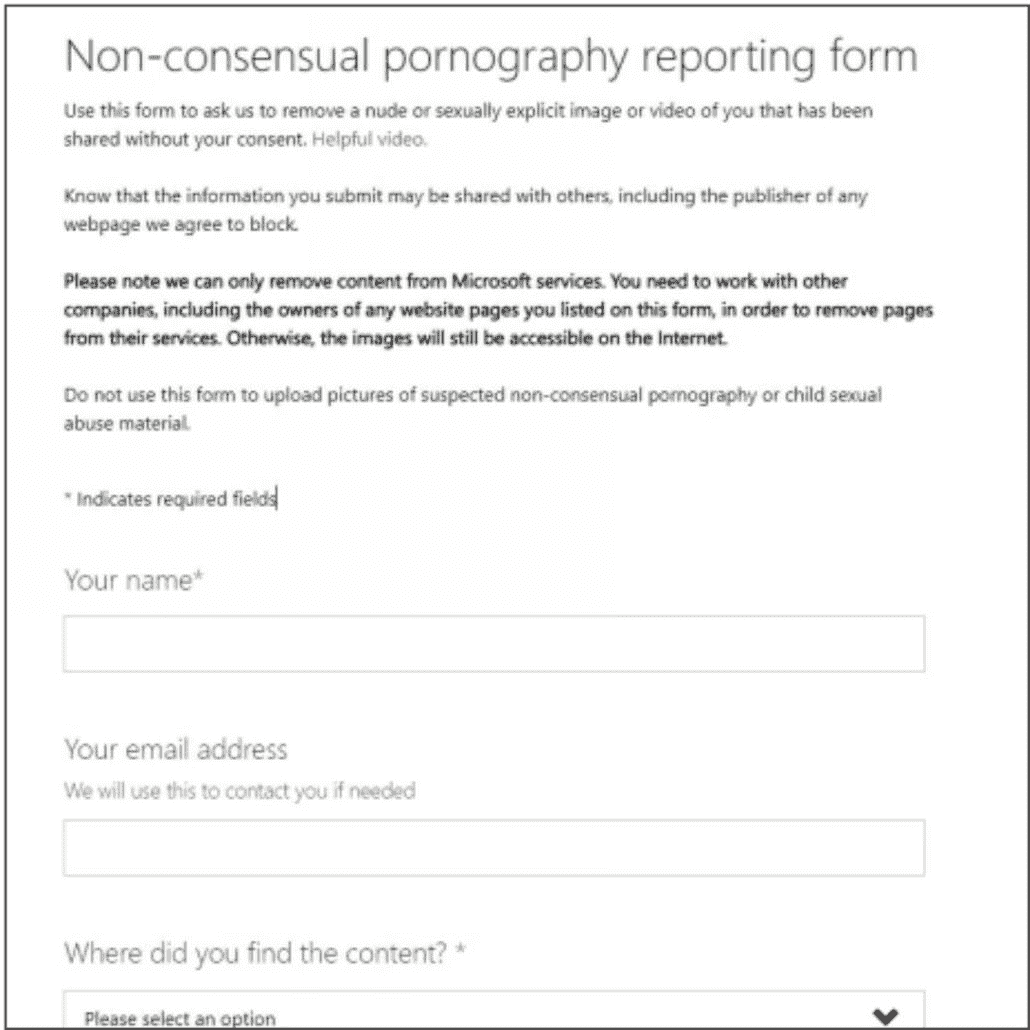 Non-consensual pornography reporting form
Use this form to ask us to remove a nude or sexually explicit image or video of you that has been
shared without your consent. Helpful video.
Know that the information you submit may be shared with others, including the publisher of any
webpage we agree to block.
Please note we can only remove content from Microsoft services. You need to work with other
companies, including the owners of any website pages you listed on this form, in order to remove pages
from their services. Otherwise, the images will still be accessible on the Internet.
Do not use this form to upload pictures of suspected non-consensual pornography or child sexual
abuse material.
* Indicates required fields
Your name*
Your email address
We will use this to contact you if needed
Where did you find the content? *
Please select an option